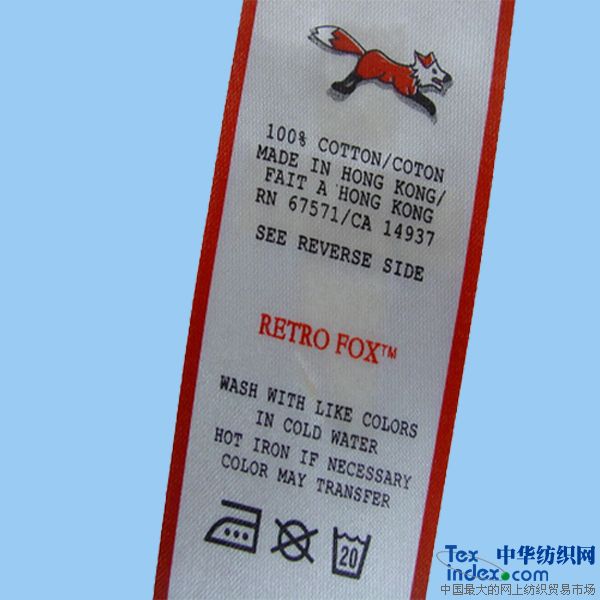 100% COTTON/COTON
MADE IN HONG KONG/
FAIT A HONG KONG
RN 67571/CA 14937
SEE REVERSE SIDE
RETRO FOX™
WASH WITH LIKE COLORS
IN COLD WATER
HOT IRON IF NECESSARY
COLOR MAY TRANSFER
20
Tex 中华纺织网
index.com
中国最大的网上纺织贸易市场